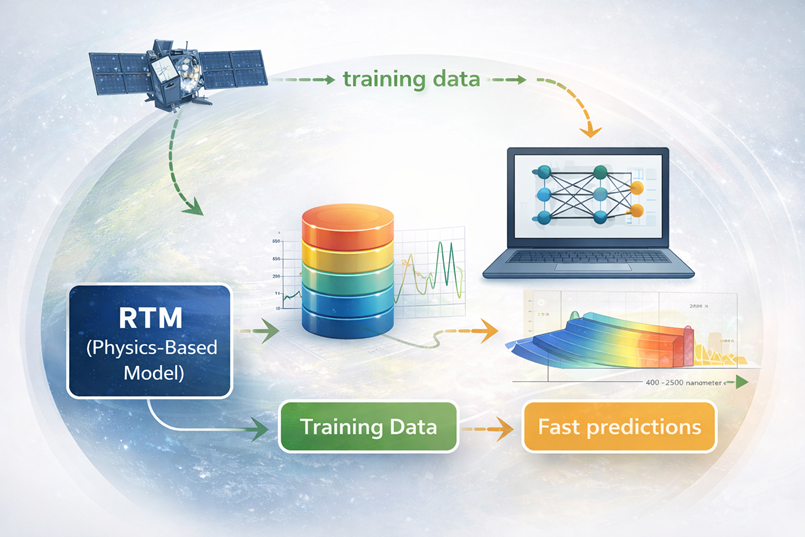 training data
RTM
(Physics-Based
Model)
400 - 2500 nanometer
Training Data
Fast predictions